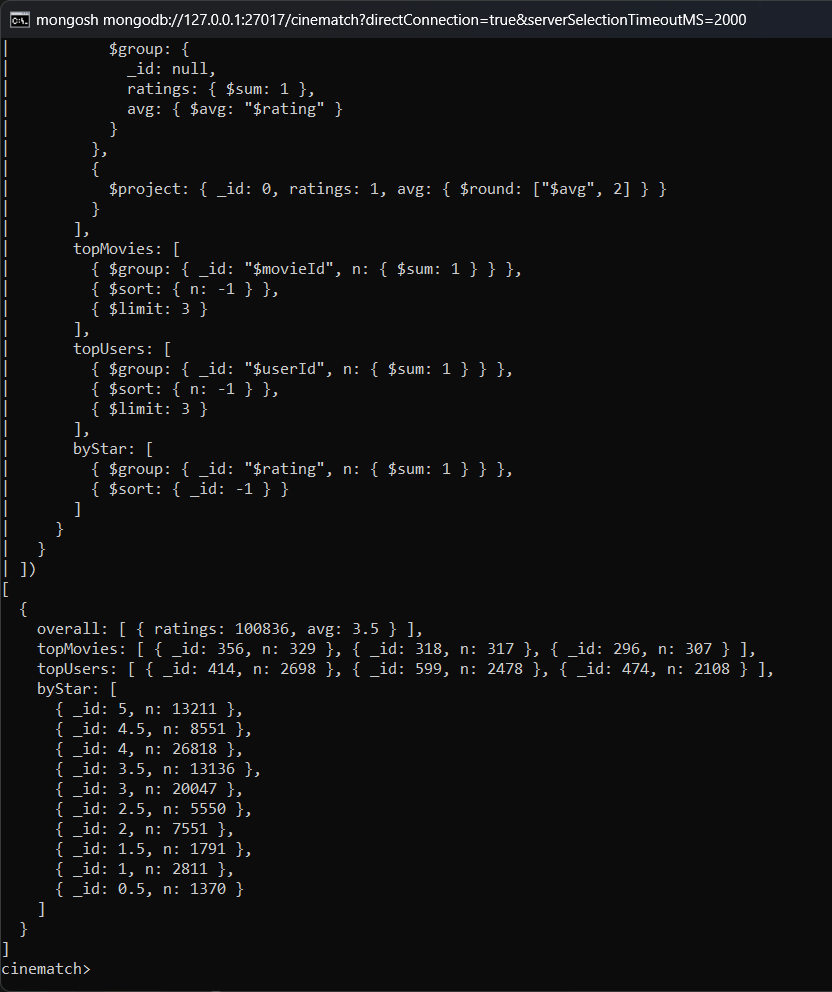 mongosh mongodb://127.0.0.1:27017/cinematch?directConnection=true&serverSelectionTimeoutMS=2000
|           $group: {
|             _id: null,
|             ratings: { $sum: 1 },
|             avg: { $avg: "$rating" }
|           }
|         },
|         {
|           $project: { _id: 0, ratings: 1, avg: { $round: ["$avg", 2] } }
|         }
|       ],
|       topMovies: [
|         { $group: { _id: "$movieId", n: { $sum: 1 } } },
|         { $sort: { n: -1 } },
|         { $limit: 3 }
|       ],
|       topUsers: [
|         { $group: { _id: "$userId", n: { $sum: 1 } } },
|         { $sort: { n: -1 } },
|         { $limit: 3 }
|       ],
|       byStar: [
|         { $group: { _id: "$rating", n: { $sum: 1 } } },
|         { $sort: { _id: -1 } }
|       ]
|     }
|   }
| ])
[
  {
    overall: [ { ratings: 100836, avg: 3.5 } ],
    topMovies: [ { _id: 356, n: 329 }, { _id: 318, n: 317 }, { _id: 296, n: 307 } ],
    topUsers: [ { _id: 414, n: 2698 }, { _id: 599, n: 2478 }, { _id: 474, n: 2108 } ],
    byStar: [
      { _id: 5, n: 13211 },
      { _id: 4.5, n: 8551 },
      { _id: 4, n: 26818 },
      { _id: 3.5, n: 13136 },
      { _id: 3, n: 20047 },
      { _id: 2.5, n: 5550 },
      { _id: 2, n: 7551 },
      { _id: 1.5, n: 1791 },
      { _id: 1, n: 2811 },
      { _id: 0.5, n: 1370 }
    ]
  }
]
cinematch>